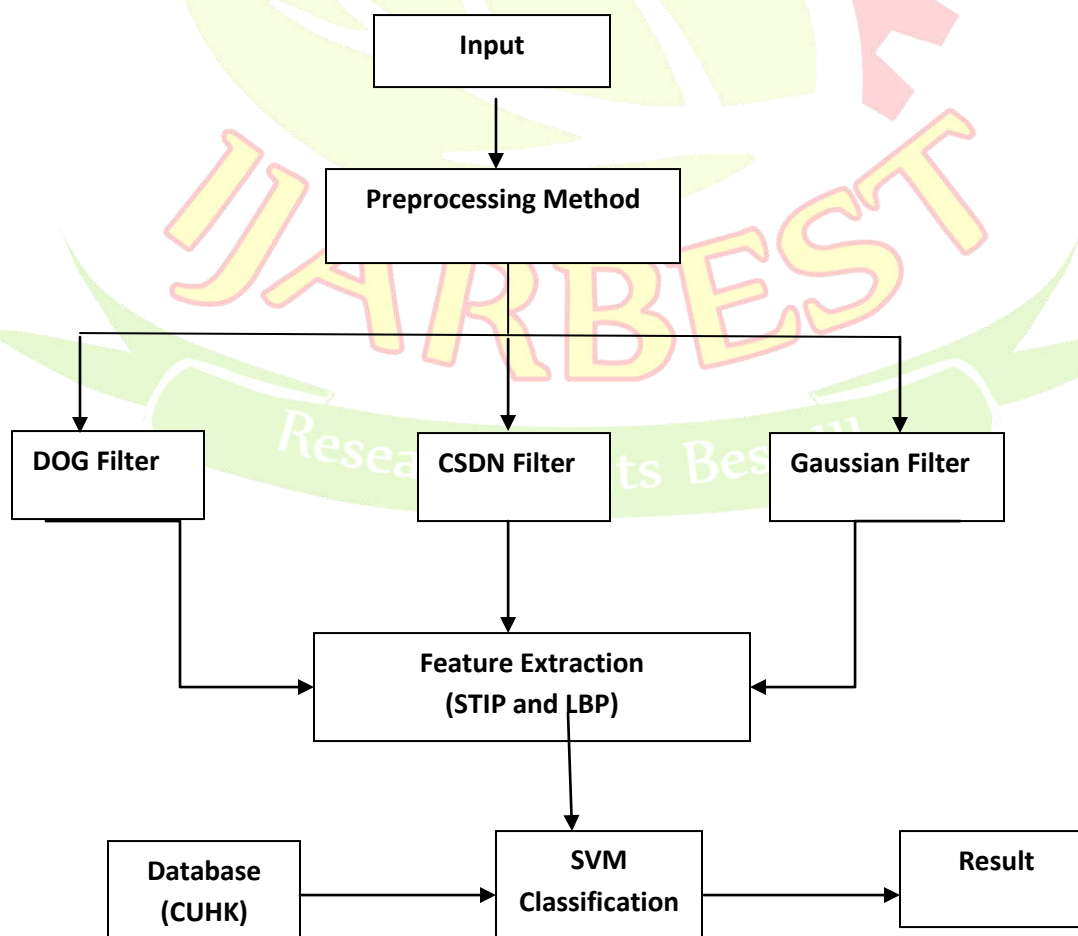 Input
Preprocessing Method
IJARBEST
DOG Filter
CSDN Filter
Gaussian Filter
Feature Extraction
(STIP and LBP)
Database
(CUHK)
SVM
Classification
Result